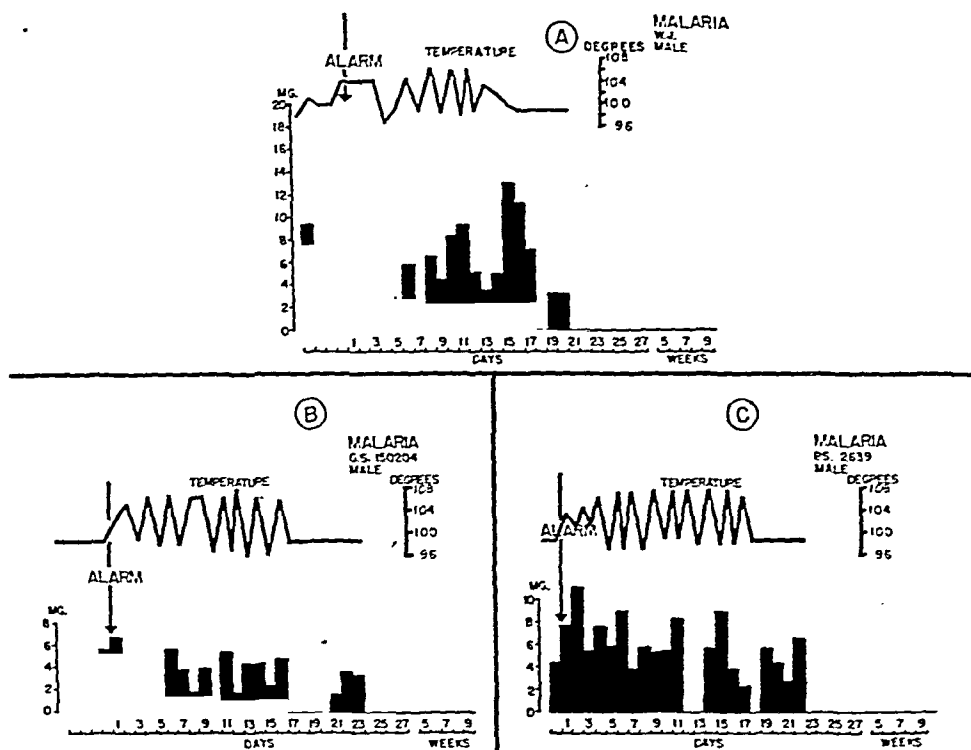 A
MALARIA
W.J.
MALE
ALARM
TEMPERATURE
DEGREES
108
104
100
96
MG.
20
18
16
14
12
10
8
6
4
2
0
1 3 5 7 9 11 13 15 17 19 21 23 25 27 5 7 9
DAYS WEEKS
B
MALARIA
G.S. 150204
MALE
TEMPERATURE
DEGREES
108
104
100
96
ALARM
MG.
8
6
4
2
0
1 3 5 7 9 11 13 15 17 19 21 23 25 27 5 7 9
DAYS WEEKS
C
MALARIA
P.S. 2639
MALE
TEMPERATURE
DEGREES
108
104
100
96
ALARM
MG.
10
8
6
4
2
0
1 3 5 7 9 11 13 15 17 19 21 23 25 27 5 7 9
DAYS WEEKS